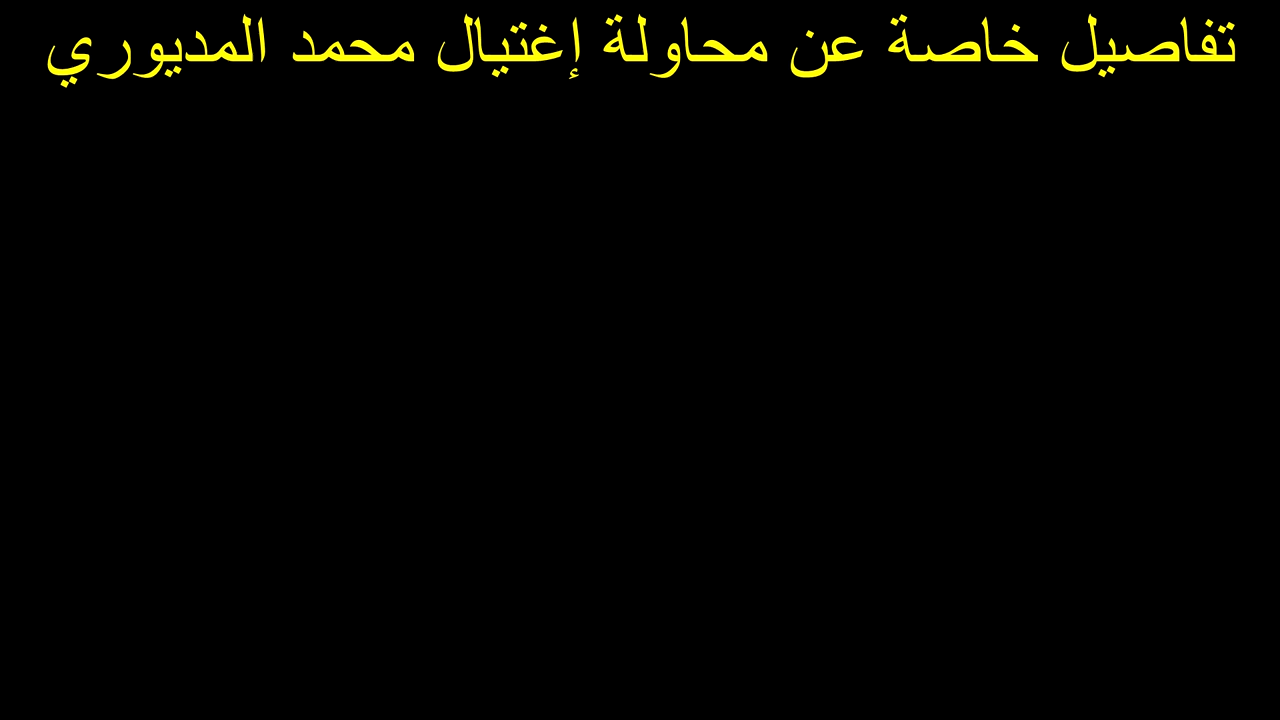 تفاصيل خاصة عن محاولة إغتيال محمد المديوري